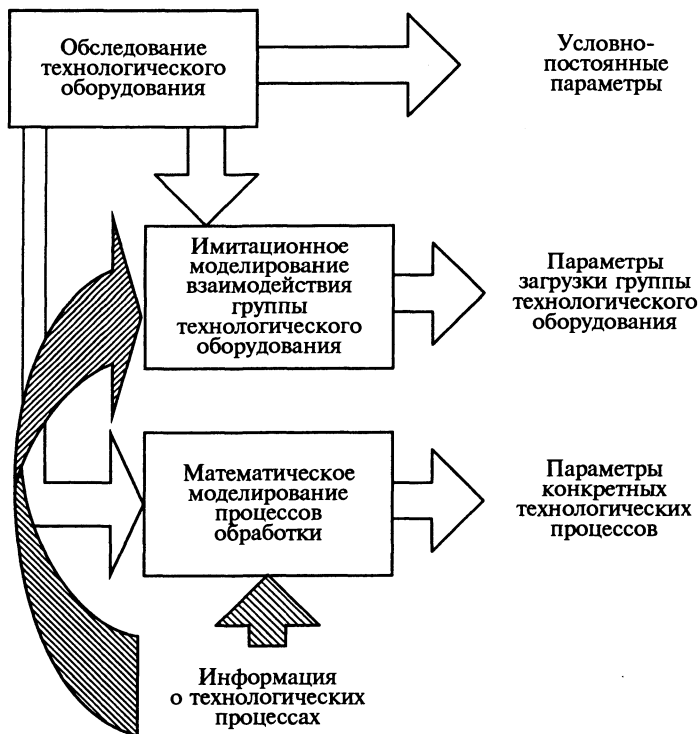 Обследование
технологического
оборудования
Условно-
постоянные
параметры
Имитационное
моделирование
взаимодействия
группы
технологического
оборудования
Параметры
загрузки группы
технологического
оборудования
Математическое
моделирование
процессов
обработки
Параметры
конкретных
технологических
процессов
Информация
о технологических
процессах